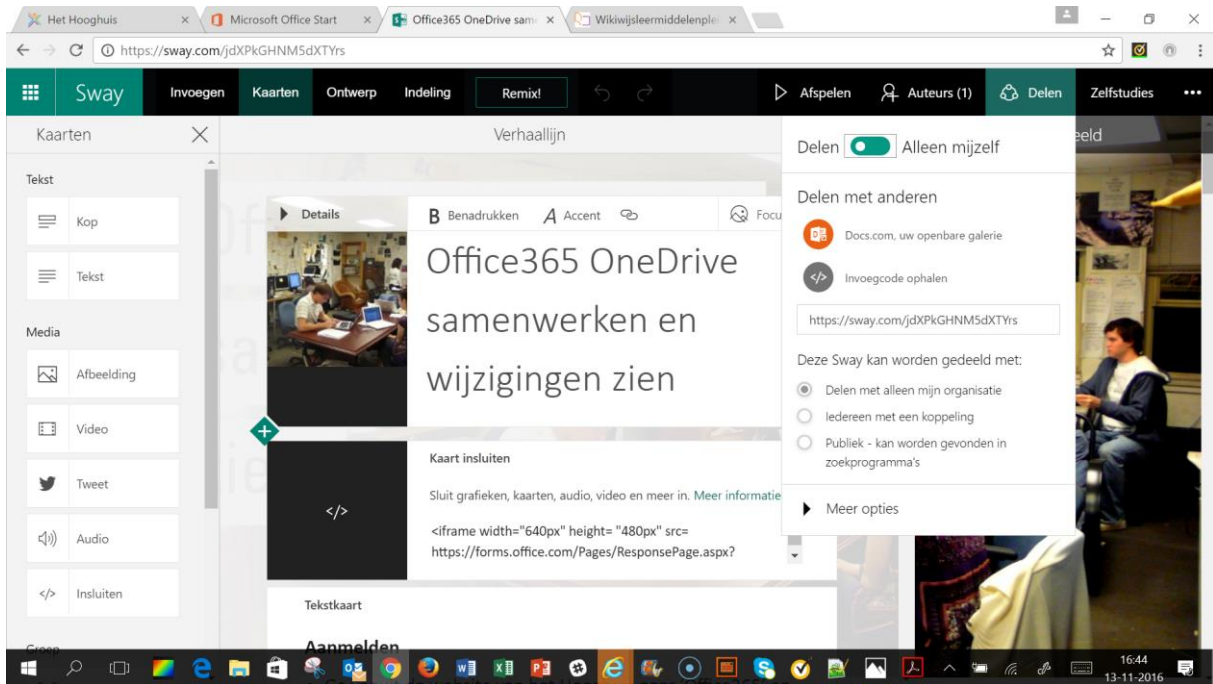 Het Hooghuis
Microsoft Office Start
Office365 OneDrive sam
Wikiwijsleermiddelenplei
https://sway.com/jdXPkGHNM5dXTYrs
Sway Invoegen Kaarten Ontwerp Indeling Remix! Afspelen Auteurs (1) Delen Zelfstudies
Kaarten
Verhaallijn
eeld
Tekst
Kop
Tekst
Media
Afbeelding
Video
Tweet
Audio
</> Insluiten
Groep
Details
B Benadrukken A Accent Focu
Office365 OneDrive
samenwerken en
wijzigingen zien
</>
Kaart insluiten
Sluit grafieken, kaarten, audio, video en meer in. Meer informatie
<iframe width="640px" height= "480px" src=
https://forms.office.com/Pages/ResponsePage.aspx?
Tekstkaart
Aanmelden
Delen Alleen mijzelf
Delen met anderen
Docs.com, uw openbare galerie
</> Invoegcode ophalen
https://sway.com/jdXPkGHNM5dXTYrs
Deze Sway kan worden gedeeld met:
Delen met alleen mijn organisatie
Iedereen met een koppeling
Publiek - kan worden gevonden in
zoekprogramma's
Meer opties
16:44
13-11-2016